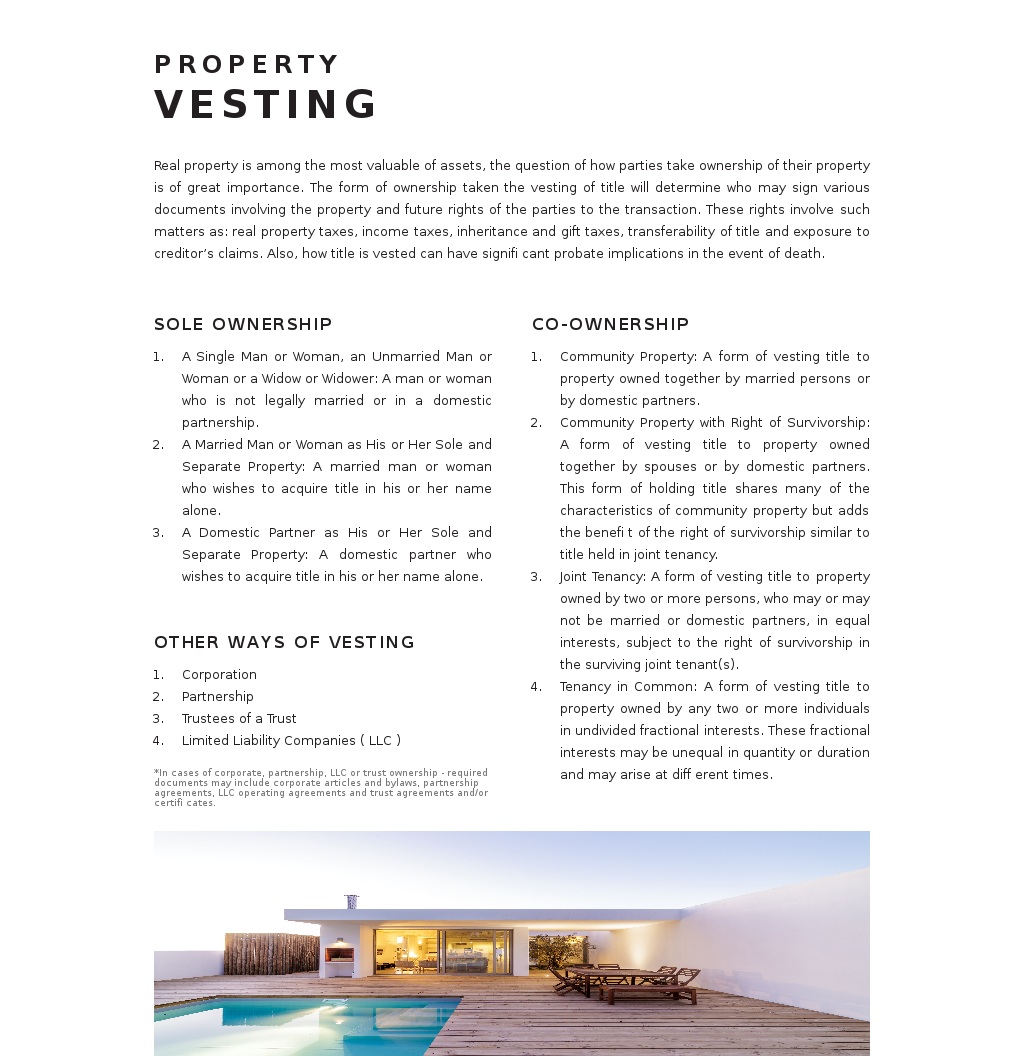 PROPERTY
VESTING
Real property is among the most valuable of assets, the question of how parties take ownership of their property
is of great importance. The form of ownership taken the vesting of title will determine who may sign various
documents involving the property and future rights of the parties to the transaction. These rights involve such
matters as: real property taxes, income taxes, inheritance and gift taxes, transferability of title and exposure to
creditor’s claims. Also, how title is vested can have signifi cant probate implications in the event of death.
SOLE OWNERSHIP
1. A Single Man or Woman, an Unmarried Man or
Woman or a Widow or Widower: A man or woman
who is not legally married or in a domestic
partnership.
2. A Married Man or Woman as His or Her Sole and
Separate Property: A married man or woman
who wishes to acquire title in his or her name
alone.
3. A Domestic Partner as His or Her Sole and
Separate Property: A domestic partner who
wishes to acquire title in his or her name alone.
OTHER WAYS OF VESTING
1. Corporation
2. Partnership
3. Trustees of a Trust
4. Limited Liability Companies ( LLC )
*In cases of corporate, partnership, LLC or trust ownership - required
documents may include corporate articles and bylaws, partnership
agreements, LLC operating agreements and trust agreements and/or
certifi cates.
CO-OWNERSHIP
1. Community Property: A form of vesting title to
property owned together by married persons or
by domestic partners.
2. Community Property with Right of Survivorship:
A form of vesting title to property owned
together by spouses or by domestic partners.
This form of holding title shares many of the
characteristics of community property but adds
the benefi t of the right of survivorship similar to
title held in joint tenancy.
3. Joint Tenancy: A form of vesting title to property
owned by two or more persons, who may or may
not be married or domestic partners, in equal
interests, subject to the right of survivorship in
the surviving joint tenant(s).
4. Tenancy in Common: A form of vesting title to
property owned by any two or more individuals
in undivided fractional interests. These fractional
interests may be unequal in quantity or duration
and may arise at diff erent times.